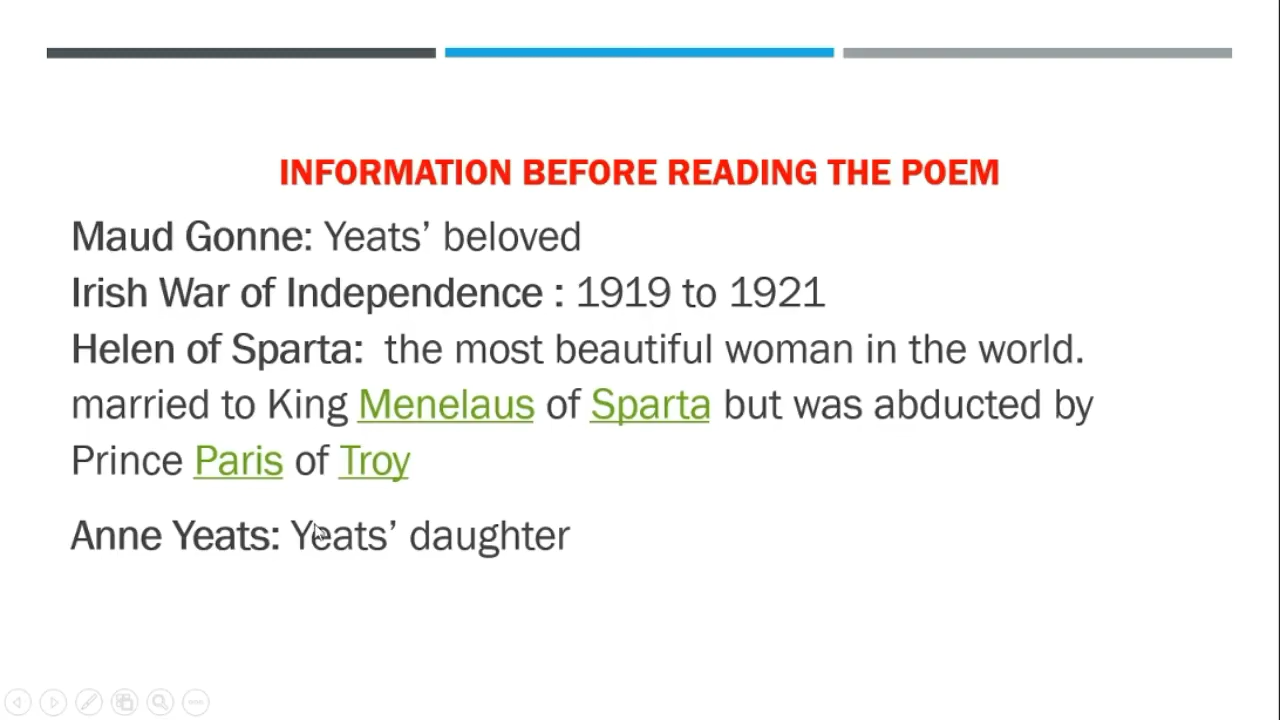 INFORMATION BEFORE READING THE POEM
Maud Gonne: Yeats’ beloved
Irish War of Independence : 1919 to 1921
Helen of Sparta:  the most beautiful woman in the world.
married to King Menelaus of Sparta but was abducted by
Prince Paris of Troy
Anne Yeats: Yeats’ daughter